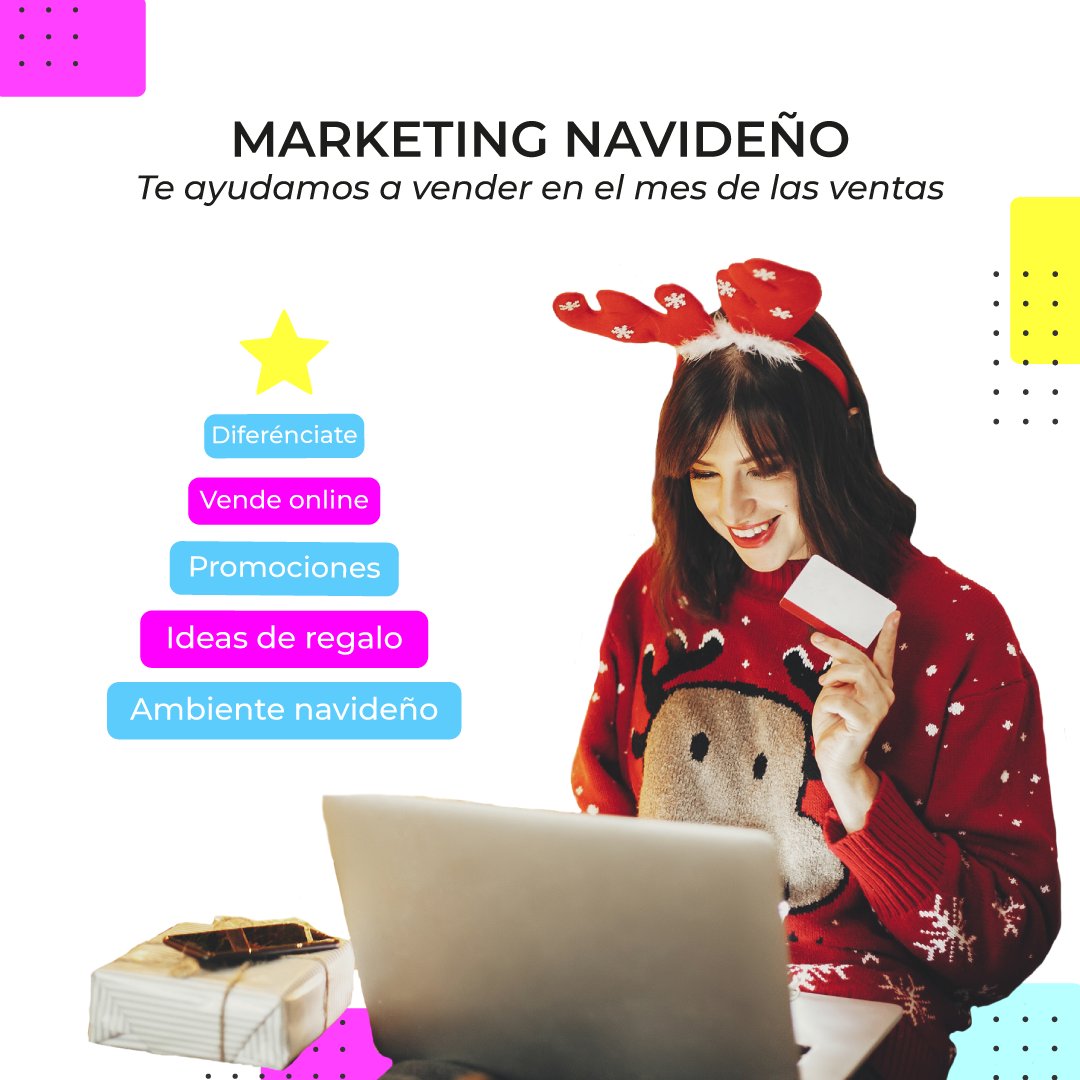 MARKETING NAVIDEÑO
Te ayudamos a vender en el mes de las ventas
Diferénciate
Vende online
Promociones
Ideas de regalo
Ambiente navideño